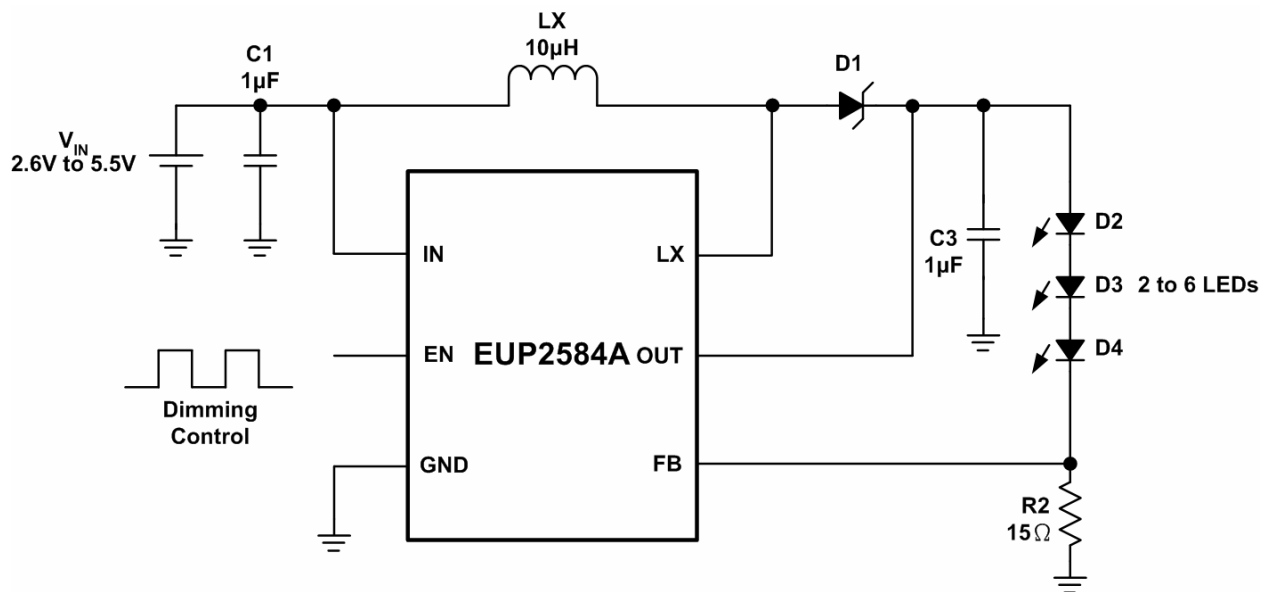 LX
10µH
C1
1µF
D1
VIN
2.6V to 5.5V
IN
LX
C3
1µF
D2
D3 2 to 6 LEDs
D4
EN
EUP2584A
OUT
Dimming
Control
GND
FB
R2
15Ω